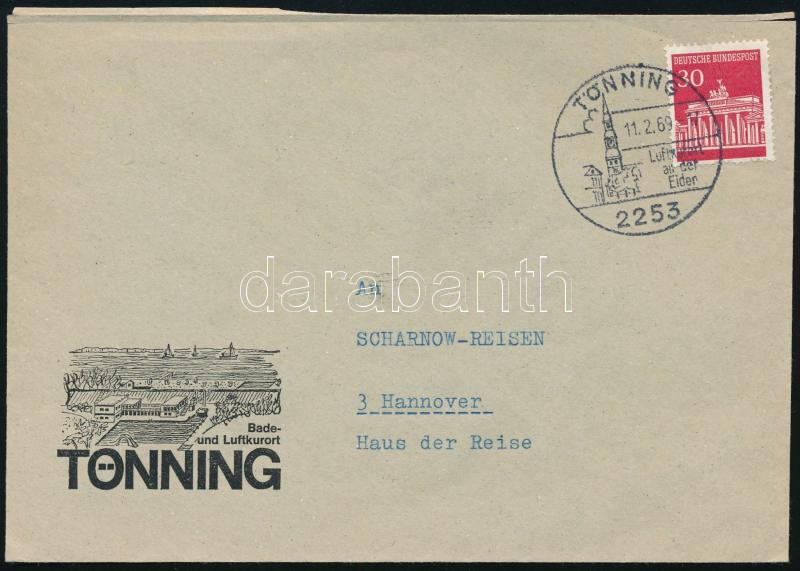 DEUTSCHE BUNDESPOST
30
TÖNNING
11.2.69
Luftkurort
an der
Eider
2253
darabanth
An
SCHARNOW-REISEN
3 Hannover
Haus der Reise
Bade-
und Luftkurort
TÖNNING